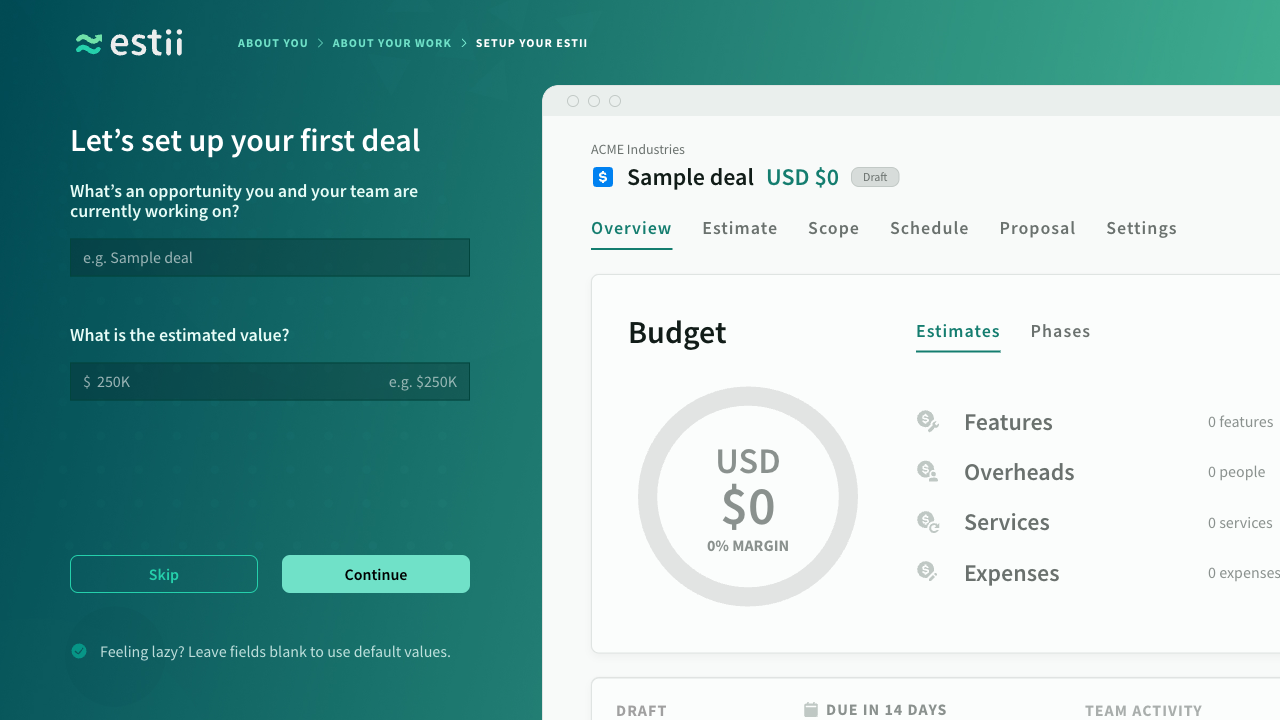 estii
ABOUT YOU
ABOUT YOUR WORK
SETUP YOUR ESTII
Let’s set up your first deal
What’s an opportunity you and your team are
currently working on?
e.g. Sample deal
What is the estimated value?
$ 250K
e.g. $250K
Skip
Continue
Feeling lazy? Leave fields blank to use default values.
ACME Industries
$ Sample deal USD $0 Draft
Overview Estimate Scope Schedule Proposal Settings
Budget
Estimates Phases
USD
$0
0% MARGIN
Features 0 features
Overheads 0 people
Services 0 services
Expenses 0 expenses
DRAFT
DUE IN 14 DAYS
TEAM ACTIVITY